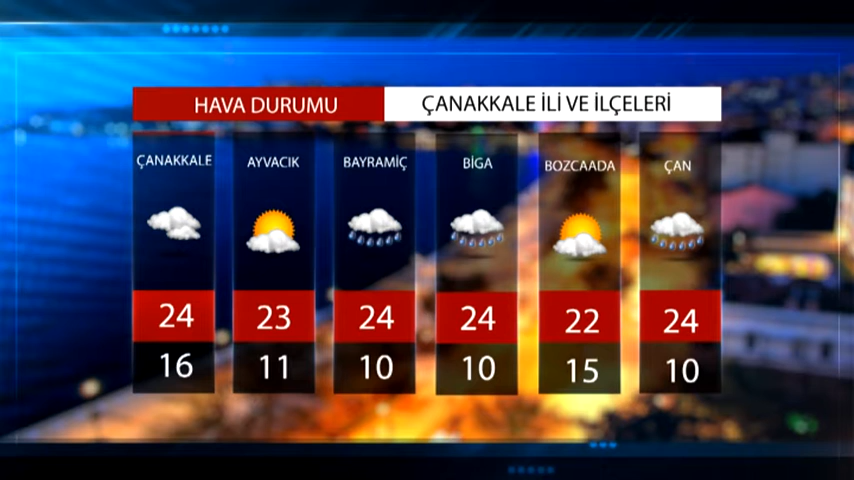 HAVA DURUMU
ÇANAKKALE İLİ VE İLÇELERİ
ÇANAKKALE
AYVACIK
BAYRAMİÇ
BİGA
BOZCAADA
ÇAN
24
23
24
24
22
24
16
11
10
10
15
10